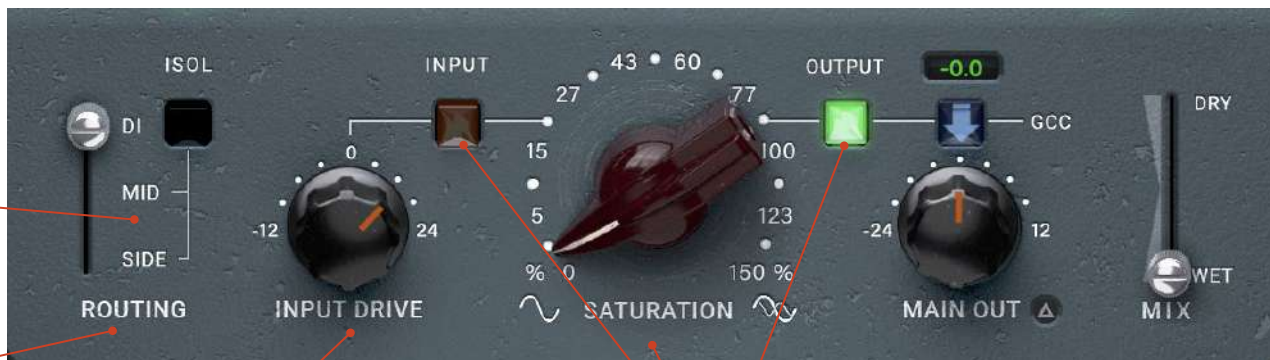 ISOL
DI
MID
SIDE
ROUTING
INPUT
0
-12
24
INPUT DRIVE
43
60
27
77
15
100
5
123
% 0
150 %
SATURATION
OUTPUT
-0.0
GCC
-24
12
MAIN OUT
DRY
WET
MIX